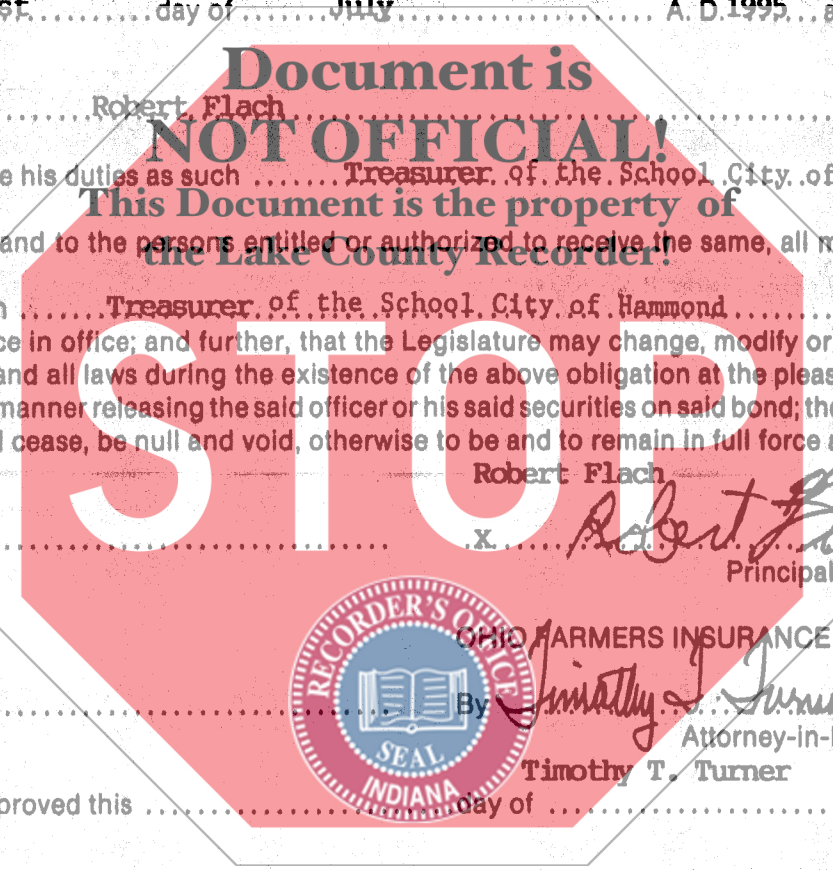 day of ...... July ...... A. D. 1995
Document is
Robert Flach
NOT OFFICIAL!
e his duties as such ....... Treasurer of the School City of
This Document is the property of
and to the persons entitled or authorized to receive the same, all
the Lake County Recorder!
Treasurer of the School City of Hammond
ce in office; and further, that the Legislature may change, modify or
and all laws during the existence of the above obligation at the
manner releasing the said officer or his said securities on said bond;
cease, be null and void, otherwise to be and to remain in full force
STOP
Robert Flach
x Robert
Principal
RECORDER'S OFFICE
OHIO FARMERS INSURANCE
By Timothy T. Turner
SEAL
Attorney-in-
INDIANA
Timothy T. Turner
proved this ...... day of ......